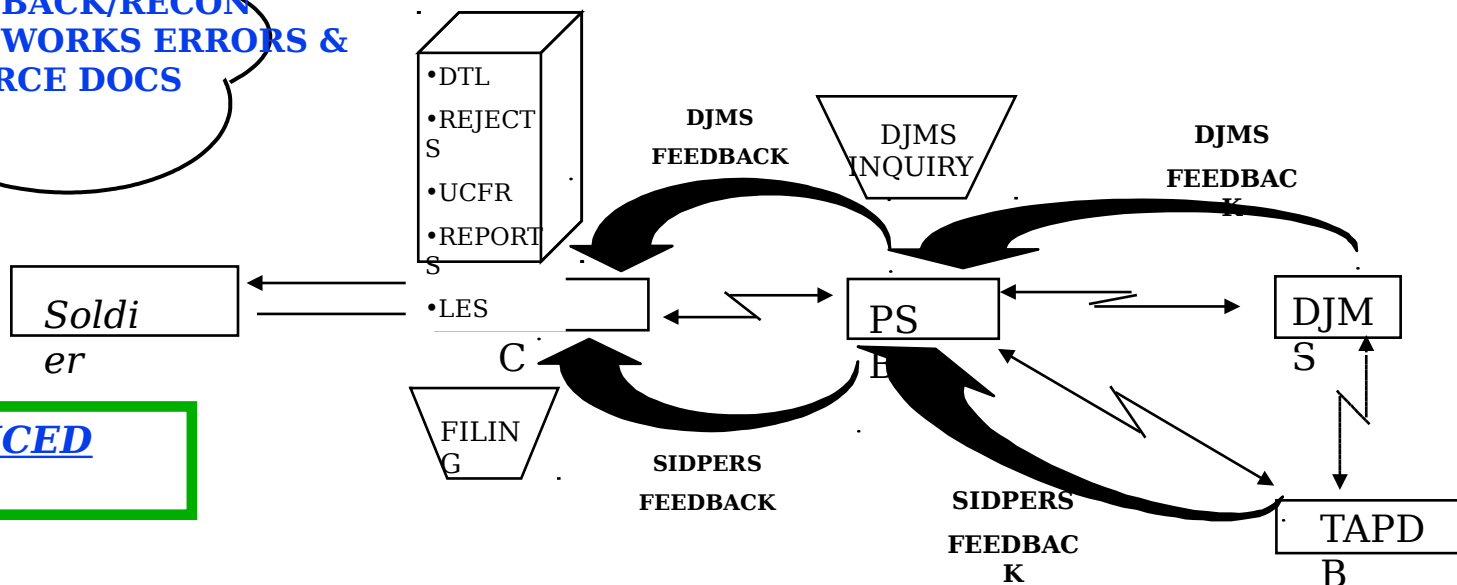 BACK/RECON
WORKS ERRORS &
RCE DOCS
•DTL
•REJECT
S
•UCFR
•REPORT
S
•LES
C
DJMS
FEEDBACK
DJMS
INQUIRY
DJMS
FEEDBAC
K
Soldi
er
PS
B
DJM
S
CED
FILIN
G
SIDPERS
FEEDBACK
SIDPERS
FEEDBAC
K
TAPD
B